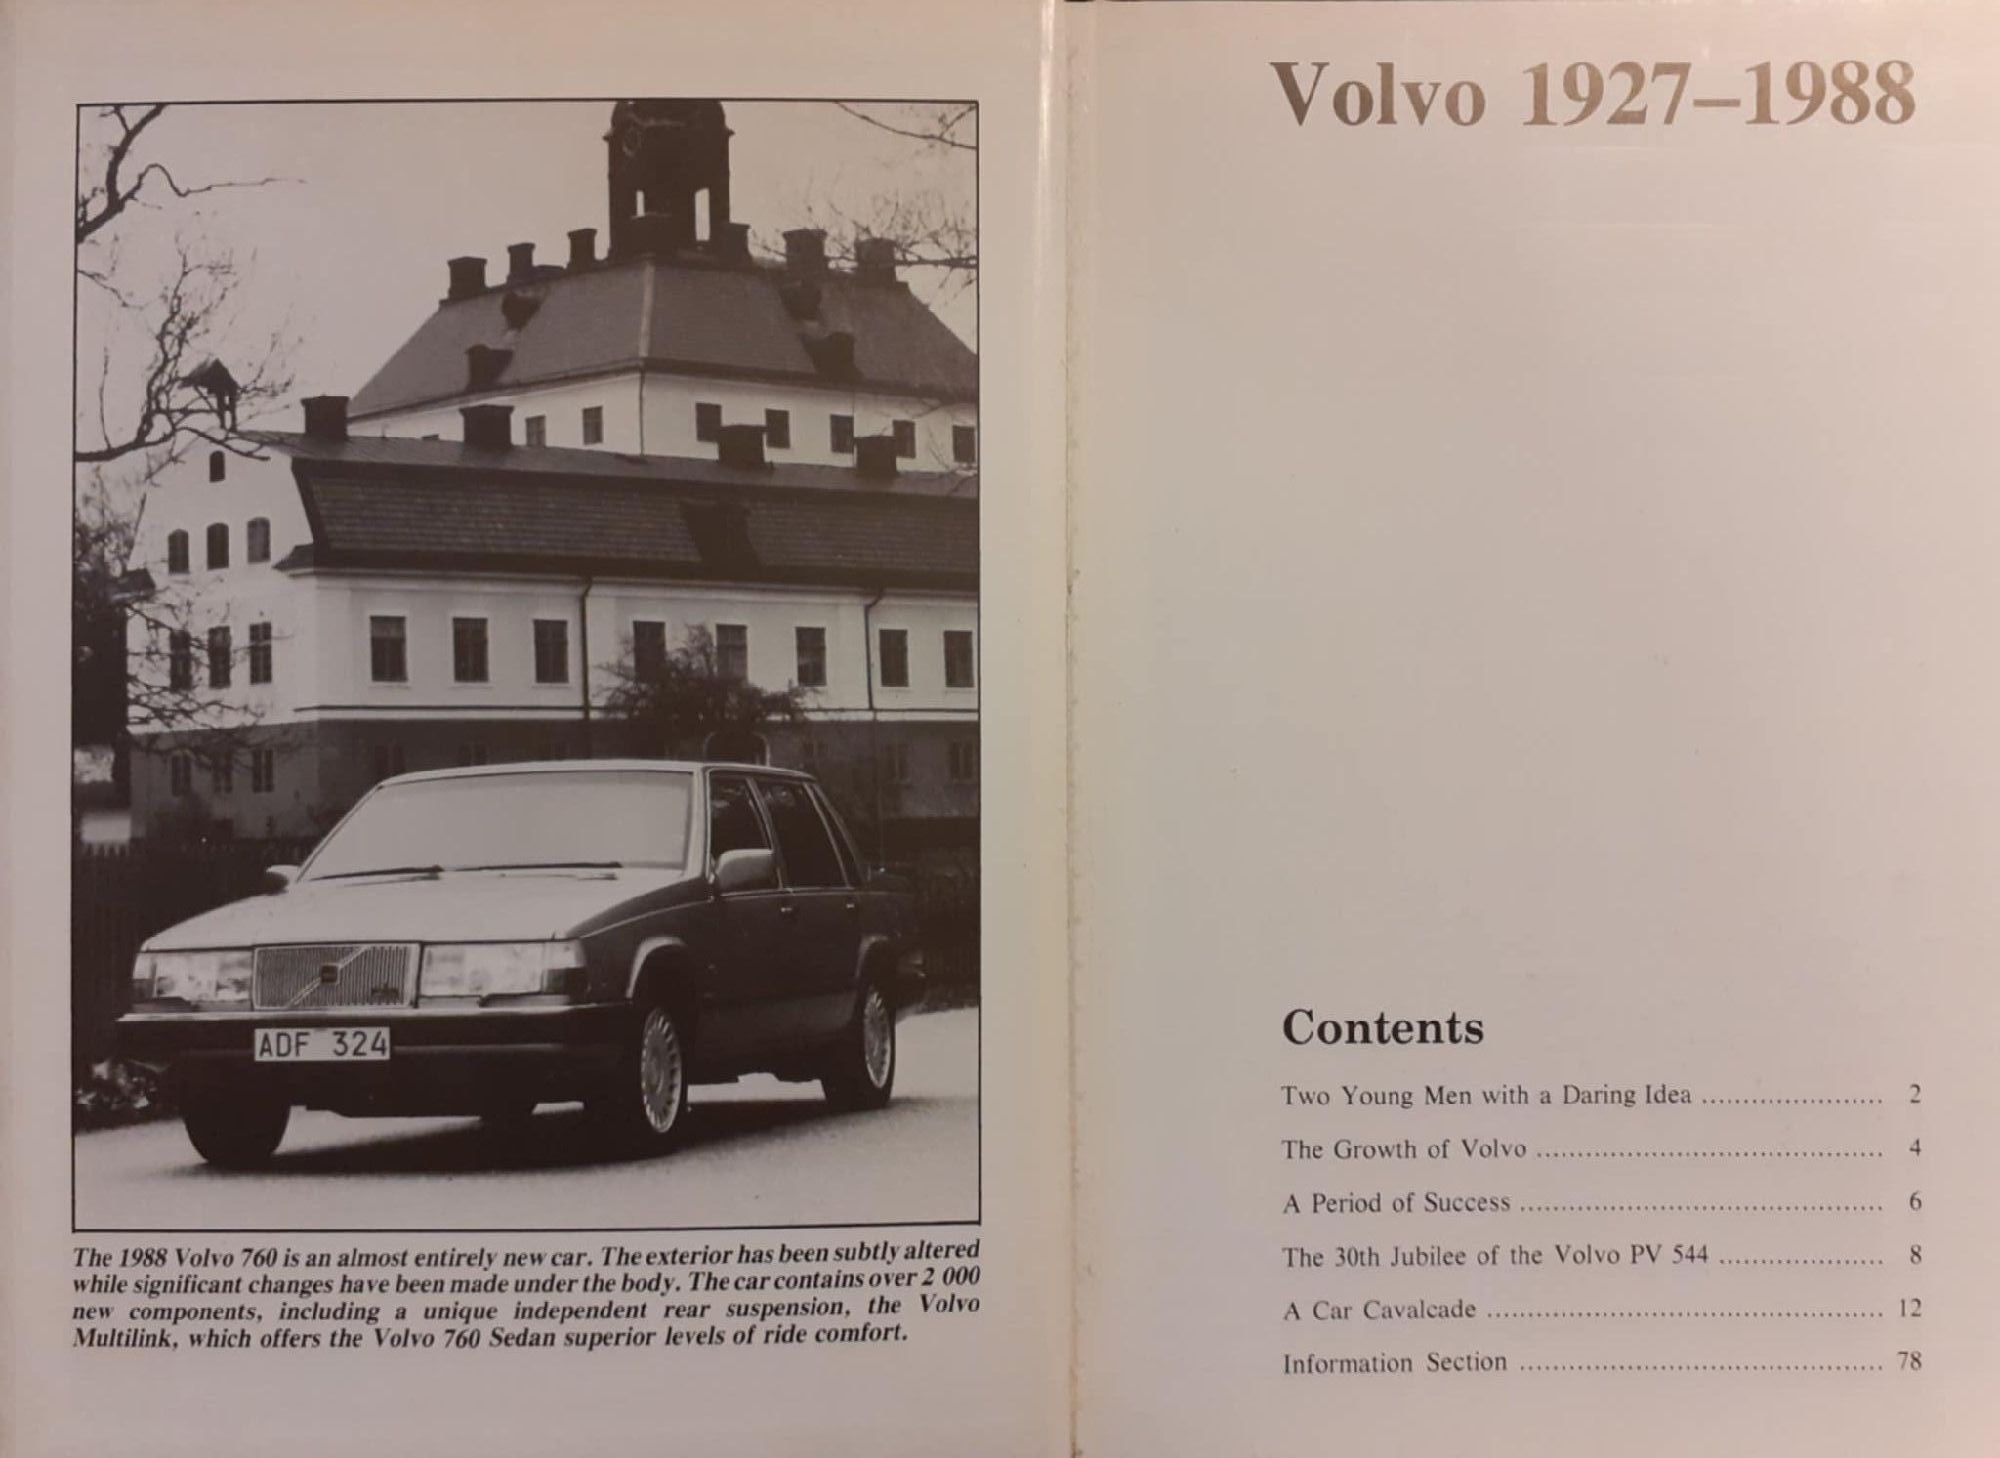 ADF 324
The 1988 Volvo 760 is an almost entirely new car. The exterior has been subtly altered
while significant changes have been made under the body. The car contains over 2 000
new components, including a unique independent rear suspension, the Volvo
Multilink, which offers the Volvo 760 Sedan superior levels of ride comfort.
Volvo 1927–1988
Contents
Two Young Men with a Daring Idea ...................... 2
The Growth of Volvo .......................................... 4
A Period of Success ............................................ 6
The 30th Jubilee of the Volvo PV 544 .................... 8
A Car Cavalcade ................................................ 12
Information Section ............................................ 78